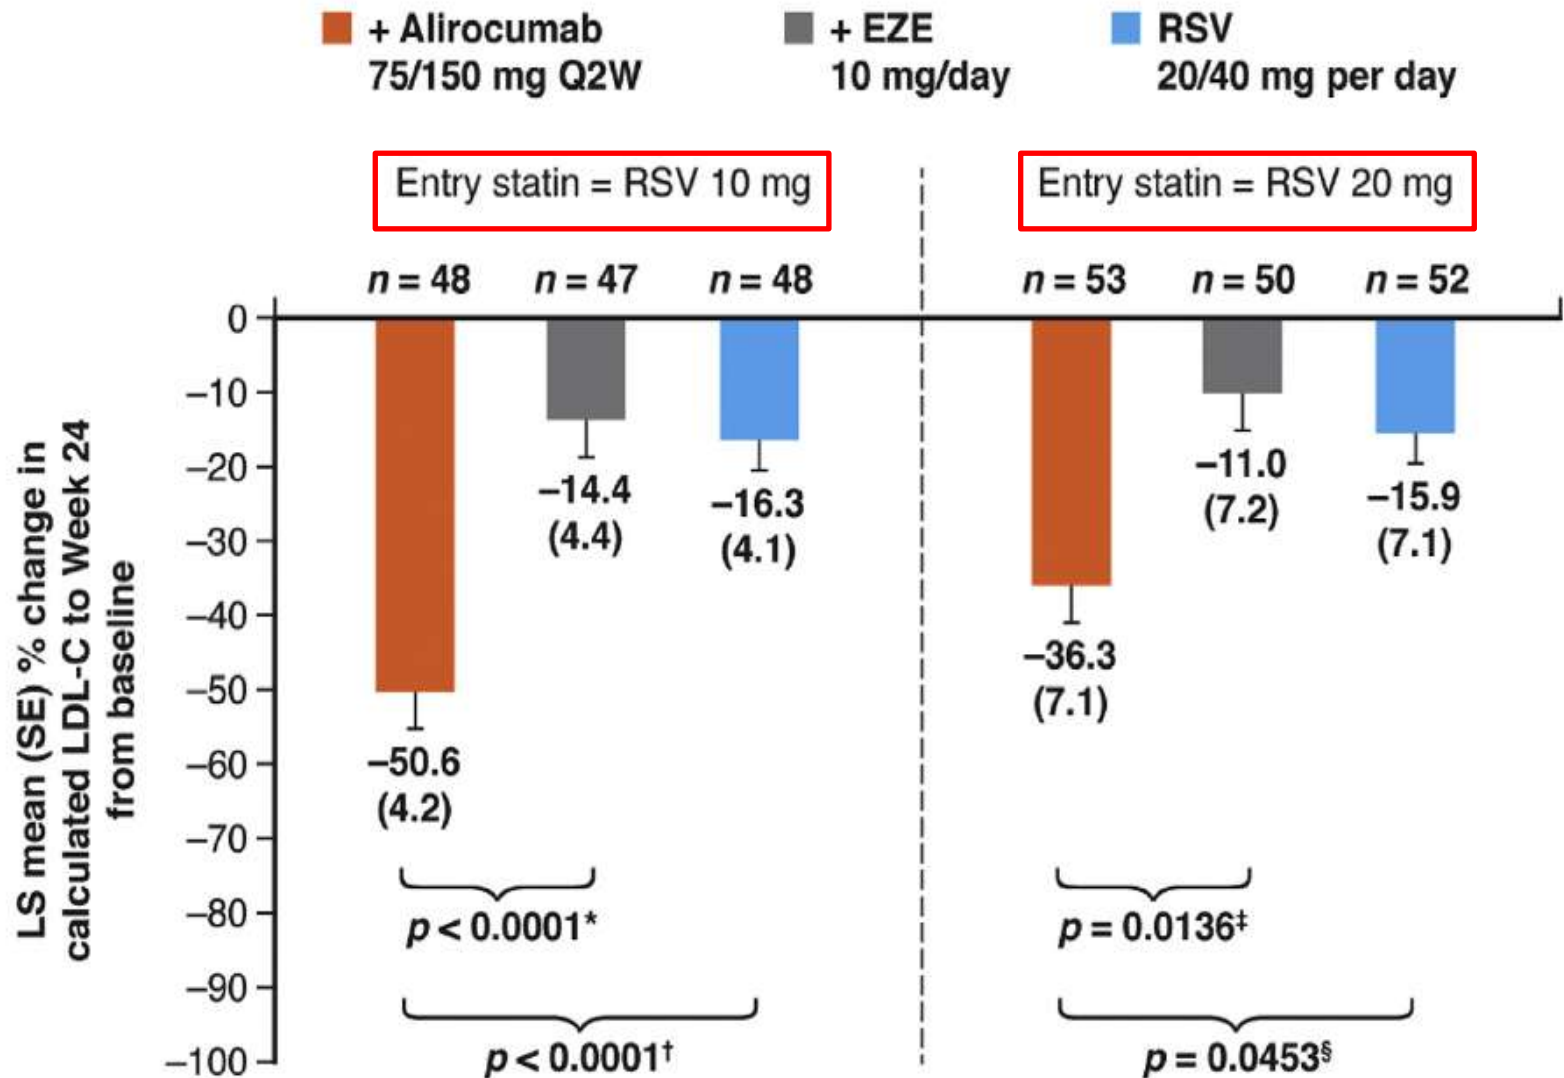 + Alirocumab
75/150 mg Q2W
+ EZE
10 mg/day
RSV
20/40 mg per day
Entry statin = RSV 10 mg
Entry statin = RSV 20 mg
n = 48
n = 47
n = 48
n = 53
n = 50
n = 52
LS mean (SE) % change in
calculated LDL-C to Week 24
from baseline
0
–10
–20
–30
–40
–50
–60
–70
–80
–90
–100
–50.6
(4.2)
–14.4
(4.4)
–16.3
(4.1)
–36.3
(7.1)
–11.0
(7.2)
–15.9
(7.1)
p < 0.0001*
p < 0.0001†
p = 0.0136‡
p = 0.0453§